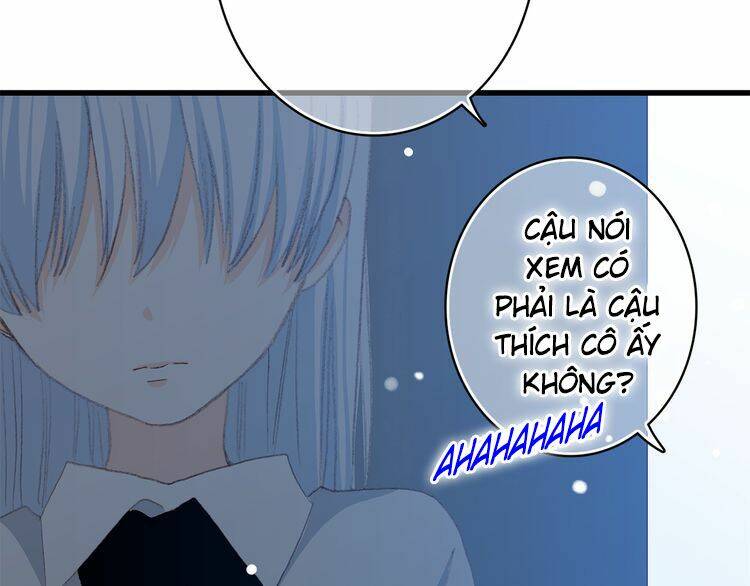 CẬU NÓI
XEM CÓ
PHẢI LÀ CẬU
THÍCH CÔ ẤY
KHÔNG?
AHAHAHAHA